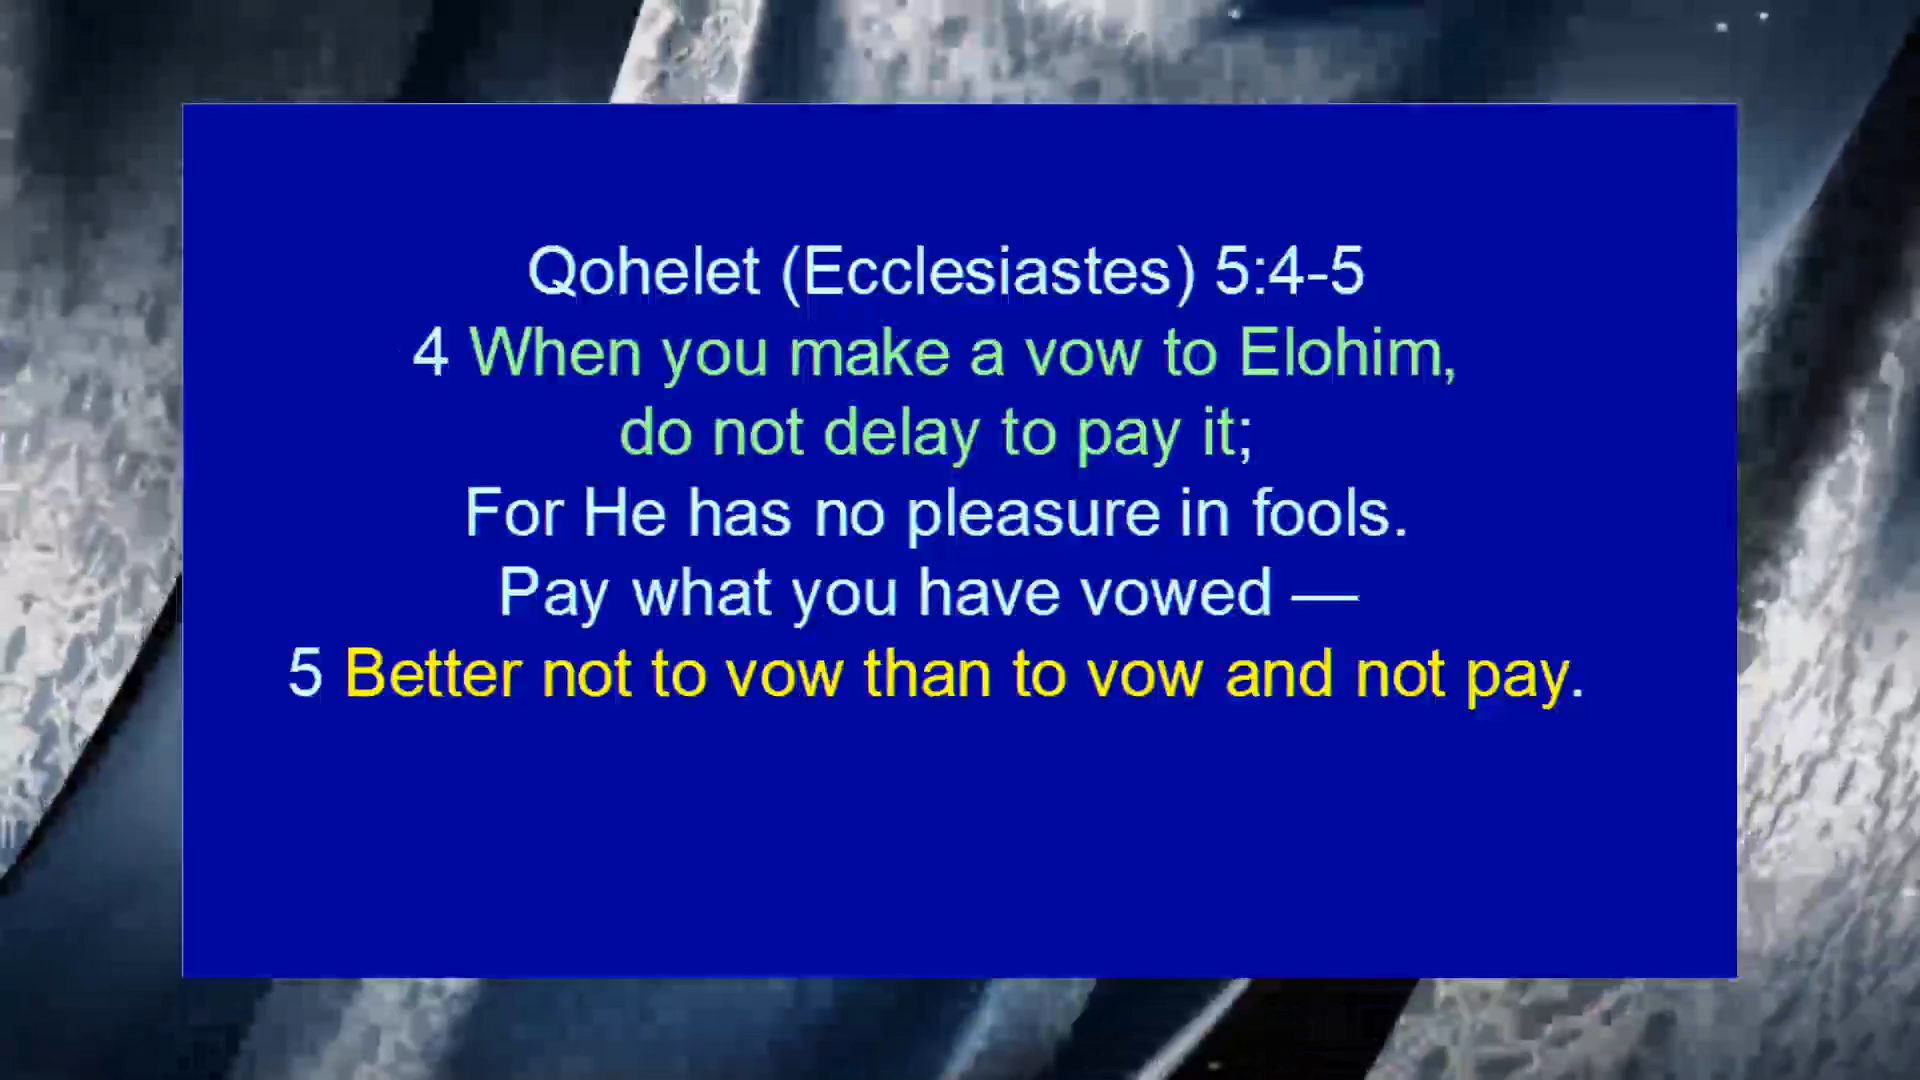 Qohelet (Ecclesiastes) 5:4-5
4 When you make a vow to Elohim,
do not delay to pay it;
For He has no pleasure in fools.
Pay what you have vowed —
5 Better not to vow than to vow and not pay.